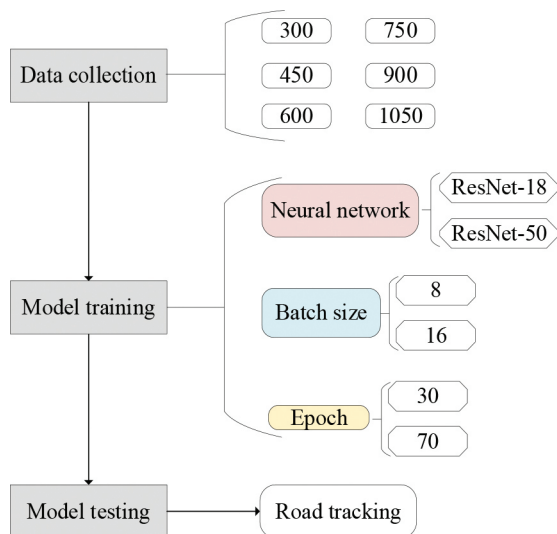 Data collection
300
750
450
900
600
1050
Model training
Neural network
ResNet-18
ResNet-50
Batch size
8
16
Epoch
30
70
Model testing
Road tracking